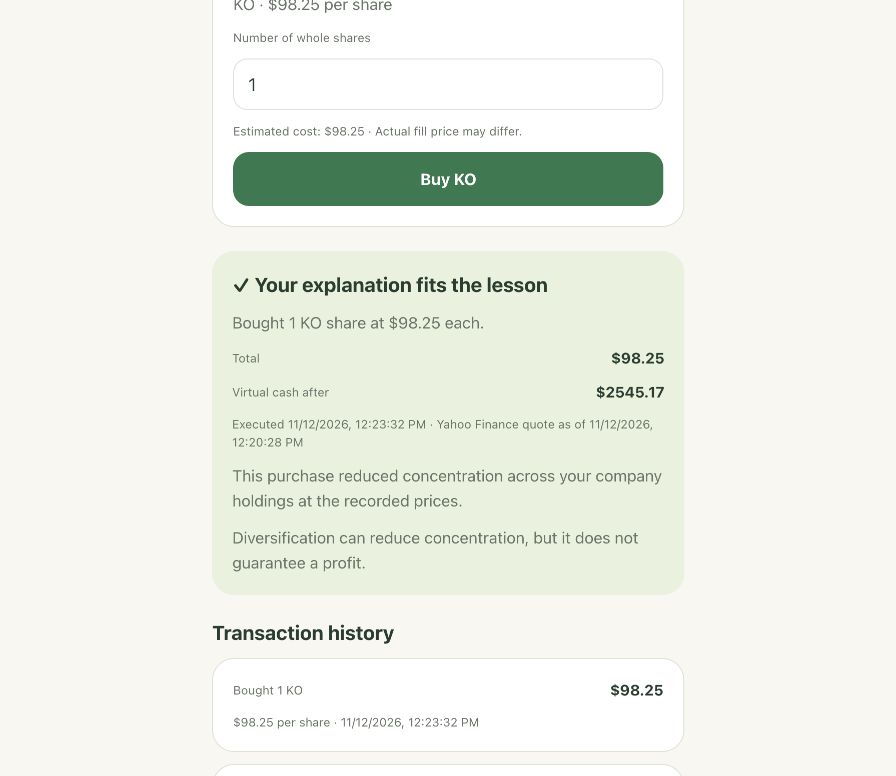 KO · $98.25 per share
Number of whole shares
1
Estimated cost: $98.25 · Actual fill price may differ.
Buy KO
✓ Your explanation fits the lesson
Bought 1 KO share at $98.25 each.
Total $98.25
Virtual cash after $2545.17
Executed 11/12/2026, 12:23:32 PM · Yahoo Finance quote as of 11/12/2026,
12:20:28 PM
This purchase reduced concentration across your company
holdings at the recorded prices.
Diversification can reduce concentration, but it does not
guarantee a profit.
Transaction history
Bought 1 KO $98.25
$98.25 per share · 11/12/2026, 12:23:32 PM